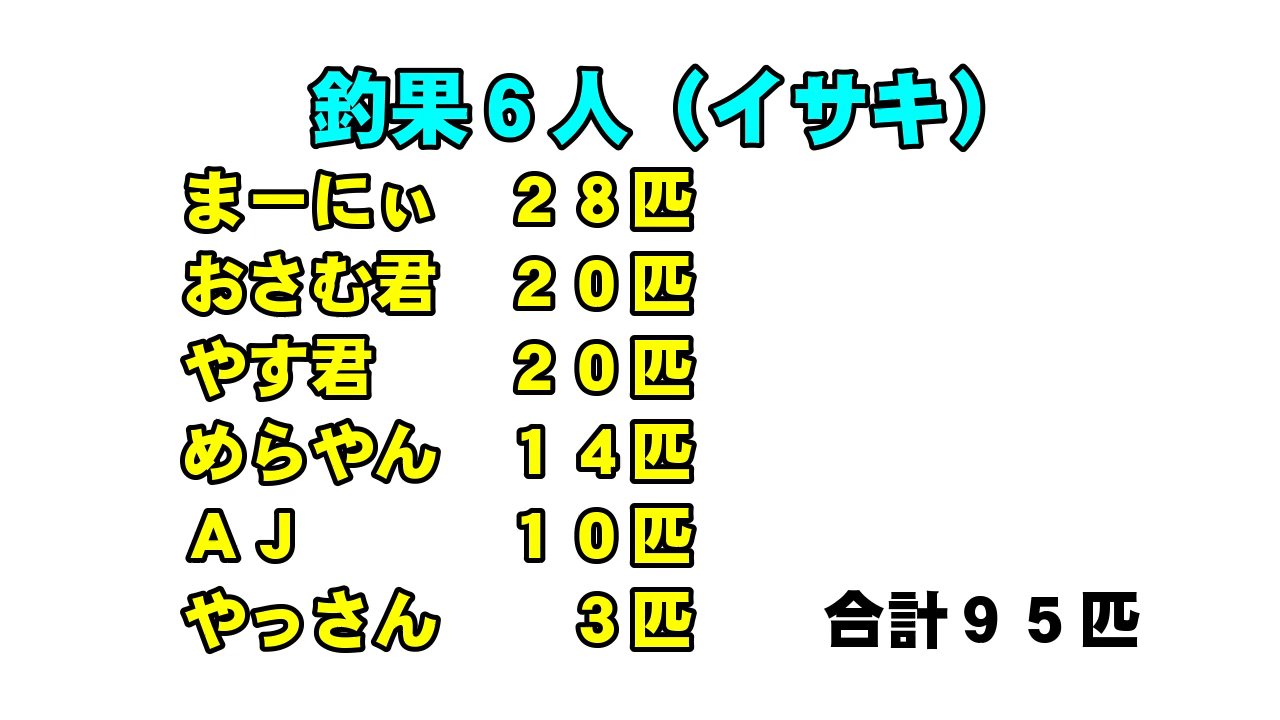 釣果６人（イサキ）
まーにぃ　２８匹
おさむ君　２０匹
やす君　２０匹
めらやん　１４匹
ＡＪ　１０匹
やっさん　３匹　合計９５匹